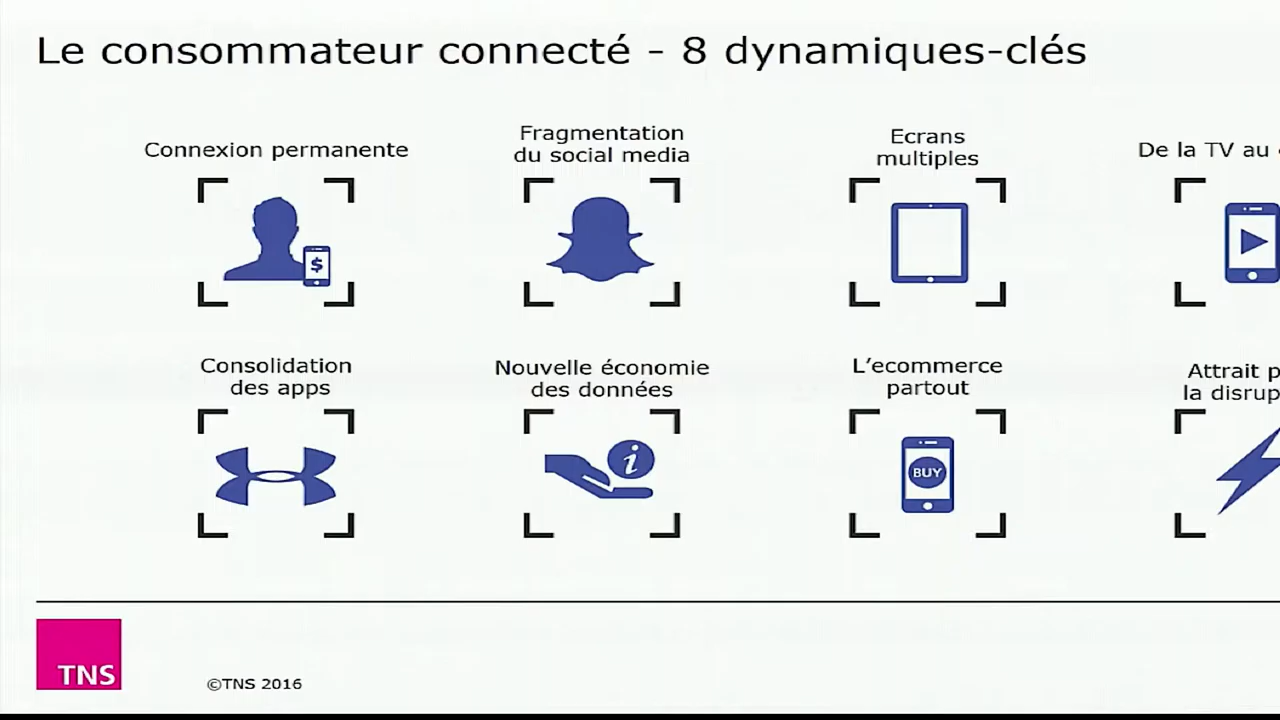 Le consommateur connecté - 8 dynamiques-clés
Connexion permanente
Fragmentation
du social media
Ecrans
multiples
De la TV au
$
Consolidation
des apps
Nouvelle économie
des données
L’ecommerce
partout
Attrait
la
i
BUY
TNS
©TNS 2016